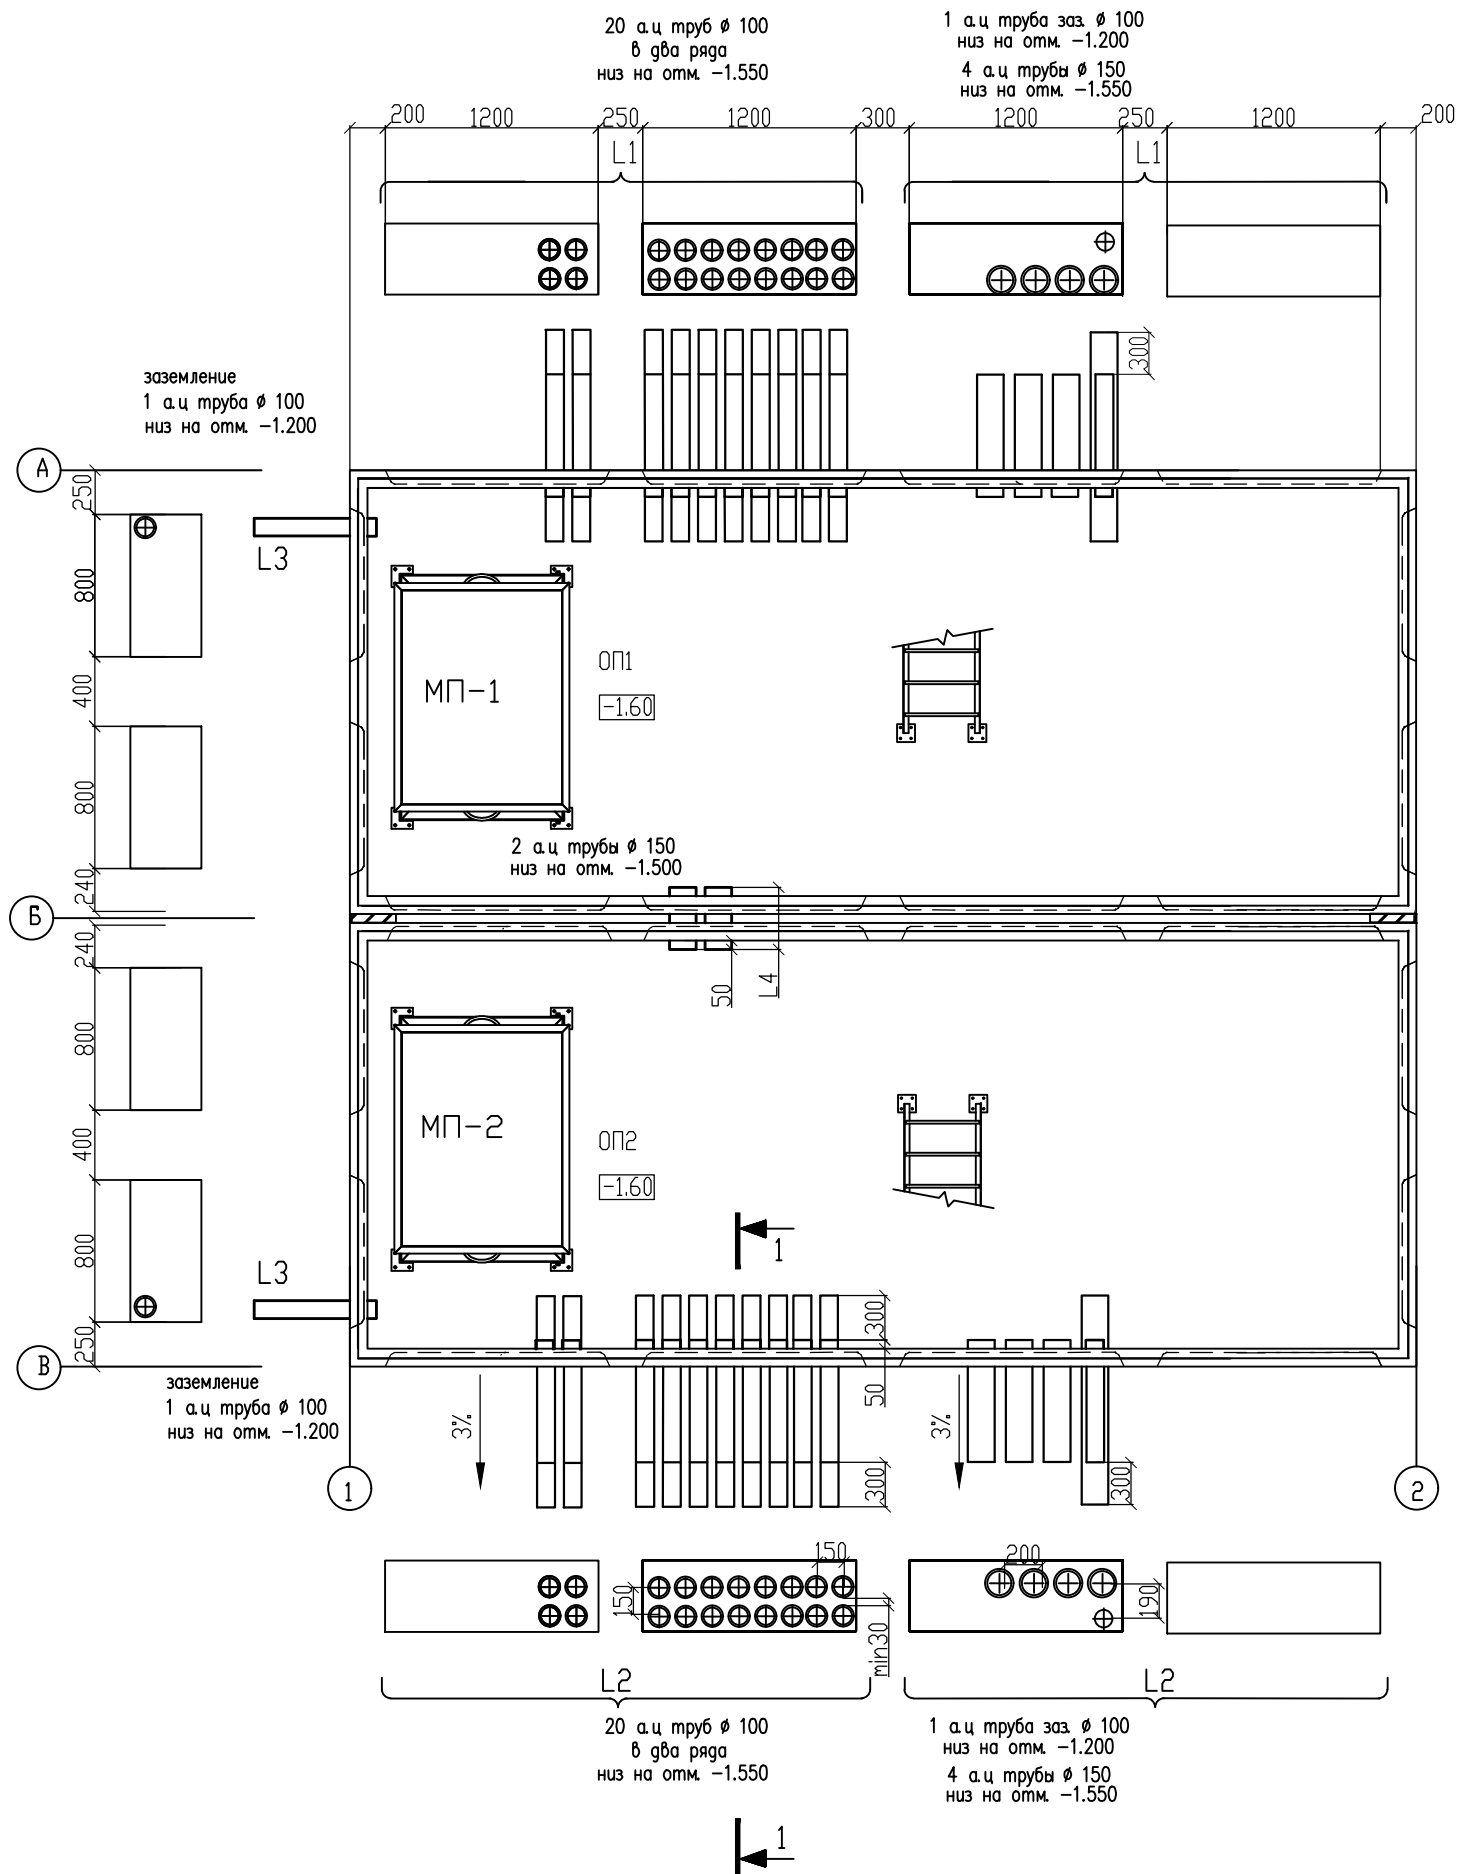 20 а.ц труб ø 100
в два ряда
низ на отм. -1.550
1 а.ц труба заз. ø 100
низ на отм. -1.200
4 а.ц трубы ø 150
низ на отм. -1.550
200 1200 250 1200 300 1200 250 1200 200
L1 L1
300
заземление
1 а.ц труба ø 100
низ на отм. -1.200
А
250
L3
800
ОП1
МП-1
-1.60
400
800
2 а.ц трубы ø 150
низ на отм. -1.500
240
Б
240
50 L4
800
МП-2
ОП2
400
-1.60
1
800
L3
300
250
В
50
заземление
1 а.ц труба ø 100
низ на отм. -1.200
3% 3%
300 300
1 2
150 200
150 190
min30
L2 L2
20 а.ц труб ø 100
в два ряда
низ на отм. -1.550
1 а.ц труба заз. ø 100
низ на отм. -1.200
4 а.ц трубы ø 150
низ на отм. -1.550
1